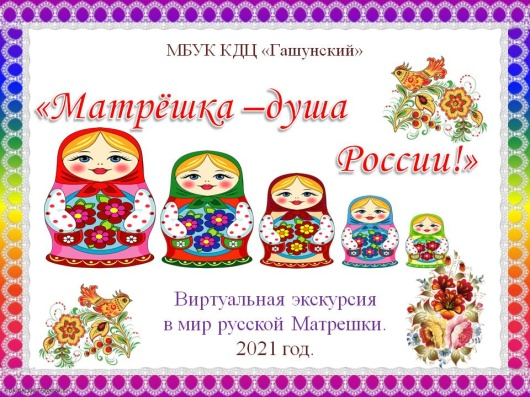 МБУК КДЦ «Гашунский»
«Матрёшка –душа
России!»
Виртуальная экскурсия
в мир русской Матрешки.
2021 год.